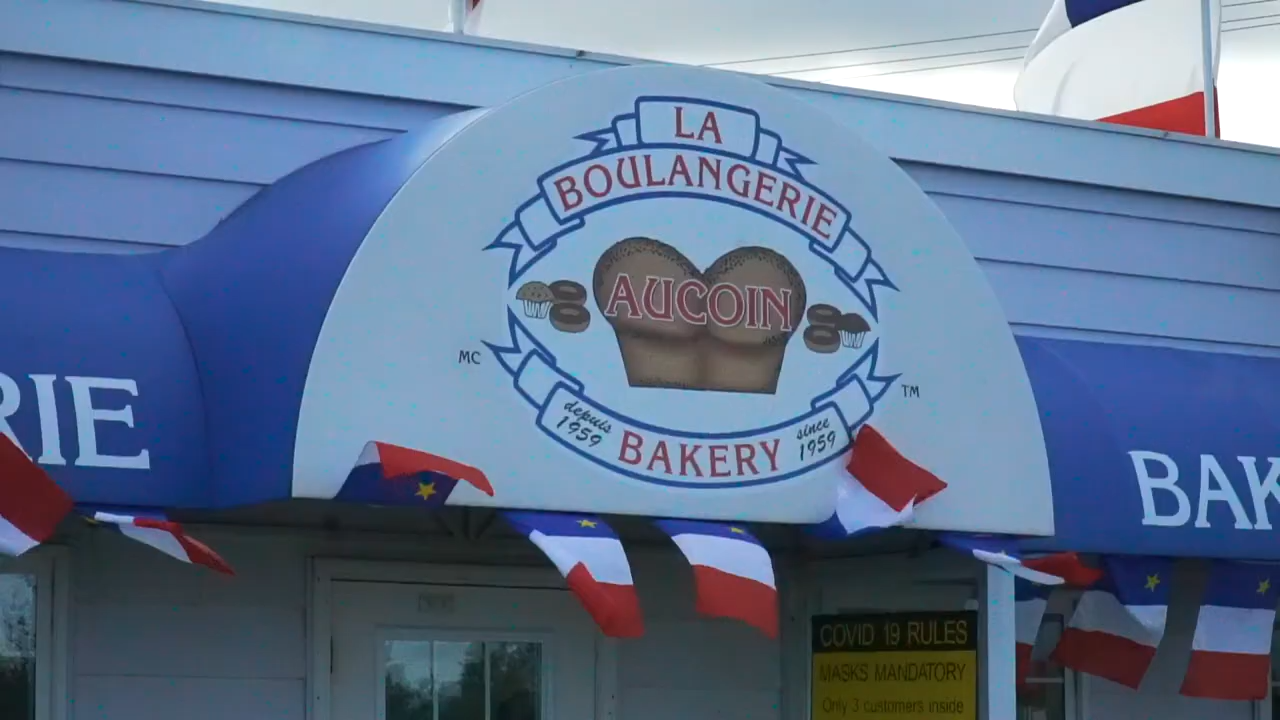 LA
BOULANGERIE
AUCOIN
MC
TM
depuis
1959
BAKERY
since
1959
RIE
BAK
COVID 19 RULES
MASKS MANDATORY
Only 3 customers inside